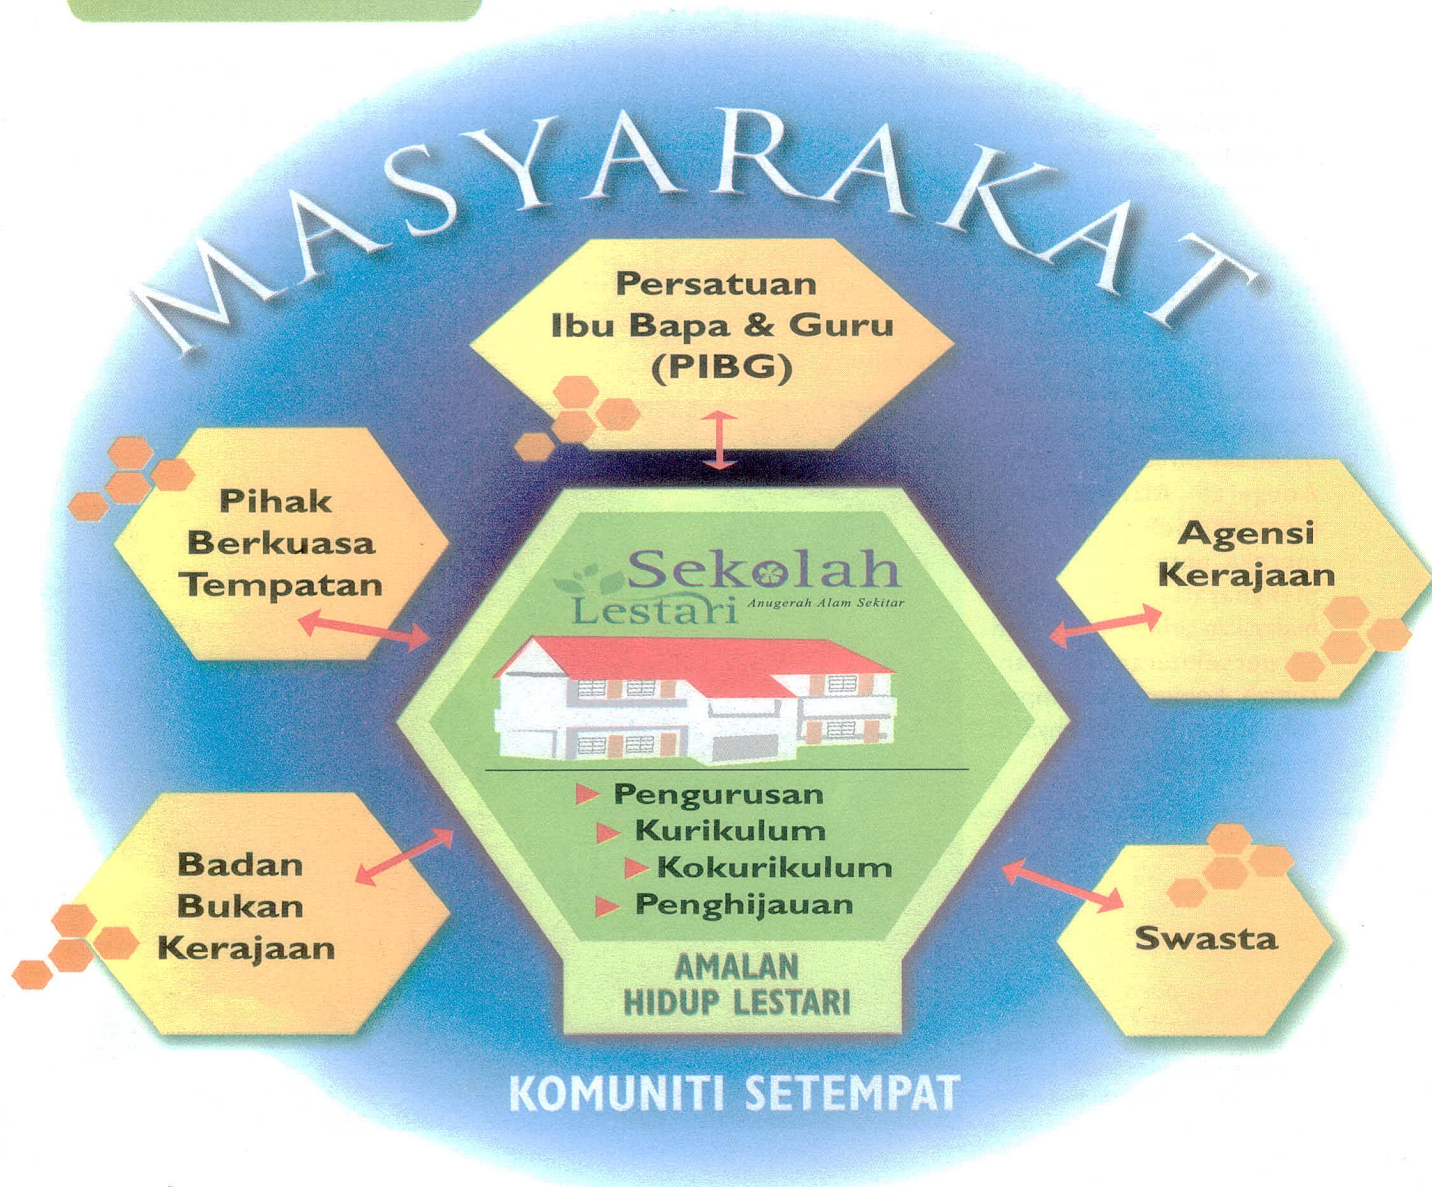 MASYARAKAT
Persatuan
Ibu Bapa & Guru
(PIBG)
Pihak
Berkuasa
Tempatan
Agensi
Kerajaan
Sekolah
Lestari
Anugerah Alam Sekitar
Pengurusan
Kurikulum
Kokurikulum
Penghijauan
Badan
Bukan
Kerajaan
Swasta
AMALAN
HIDUP LESTARI
KOMUNITI SETEMPAT